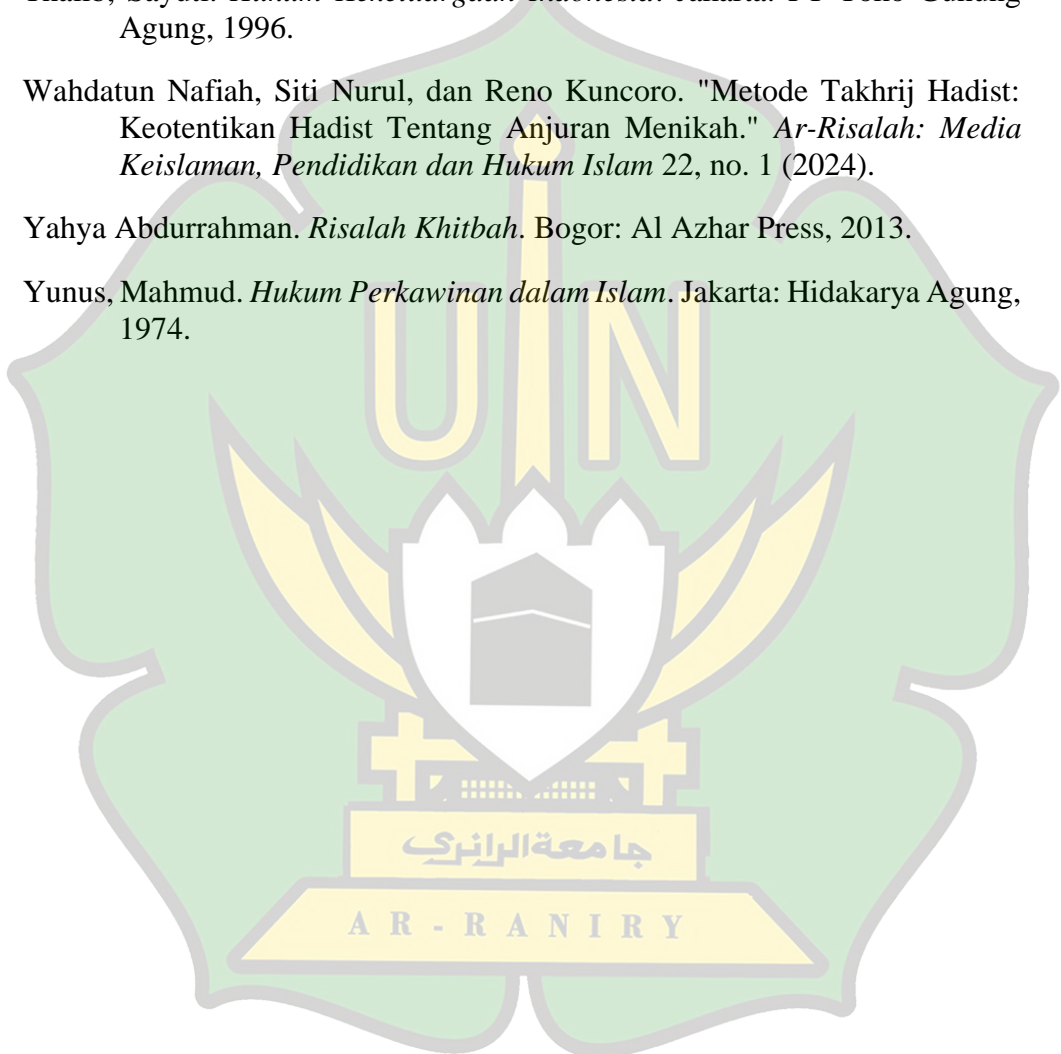 Agung, 1996.
Wahdatun Nafiah, Siti Nurul, dan Reno Kuncoro. "Metode Takhrij Hadist:
Keotentikan Hadist Tentang Anjuran Menikah." Ar-Risalah: Media
Keislaman, Pendidikan dan Hukum Islam 22, no. 1 (2024).
Yahya Abdurrahman. Risalah Khitbah. Bogor: Al Azhar Press, 2013.
Yunus, Mahmud. Hukum Perkawinan dalam Islam. Jakarta: Hidakarya Agung,
1974.
UIN
جامعة الرانري
AR-RANIRY